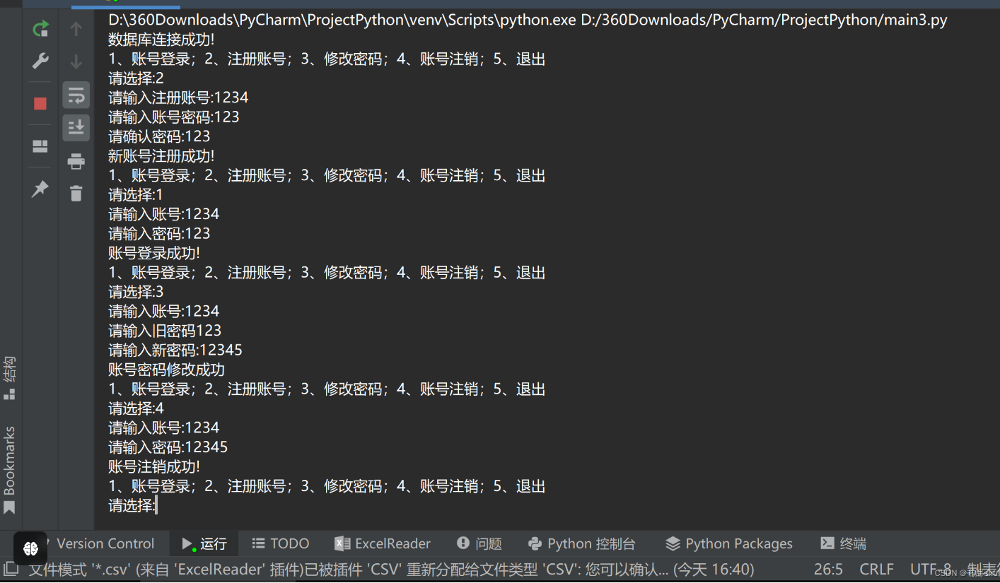 D:\360Downloads\PyCharm\ProjectPython\venv\Scripts\python.exe D:/360Downloads/PyCharm/ProjectPython/main3.py
数据库连接成功!
1、账号登录；2、注册账号；3、修改密码；4、账号注销；5、退出
请选择:2
请输入注册账号:1234
请输入账号密码:123
请确认密码:123
新账号注册成功!
1、账号登录；2、注册账号；3、修改密码；4、账号注销；5、退出
请选择:1
请输入账号:1234
请输入密码:123
账号登录成功!
1、账号登录；2、注册账号；3、修改密码；4、账号注销；5、退出
请选择:3
请输入账号:1234
请输入旧密码123
请输入新密码:12345
账号密码修改成功
1、账号登录；2、注册账号；3、修改密码；4、账号注销；5、退出
请选择:4
请输入账号:1234
请输入密码:12345
账号注销成功!
1、账号登录；2、注册账号；3、修改密码；4、账号注销；5、退出
请选择:
结构
Bookmarks
Version Control 运行 TODO ExcelReader 问题 Python 控制台 Python Packages 终端
文件模式 '*.csv' (来自 'ExcelReader' 插件)已被插件 'CSV' 重新分配给文件类型 'CSV': 您可以确认... (今天 16:40) 26:5 CRLF UTF-8 制表
CSDN